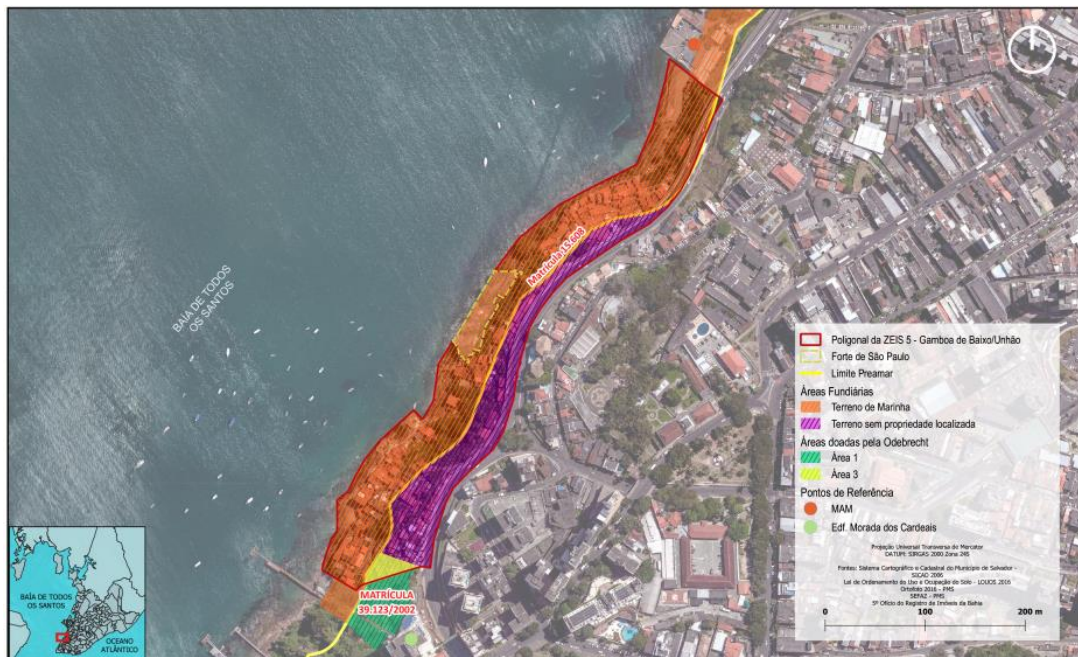 BAÍA DE TODOS
OS SANTOS
Matrícula 15.608
MATRÍCULA
39.123/2002
Poligonal da ZEIS 5 - Gamboa de Baixo/Unhão
Forte de São Paulo
Limite Preamar
Áreas Fundiárias
Terreno de Marinha
Terreno sem propriedade localizada
Áreas doadas pela Odebrecht
Área 1
Área 3
Pontos de Referência
MAM
Edf. Morada dos Cardeais
Projeção Universal Transversa de Mercator
DATUM: SIRGAS 2000 Zona 24S
Fontes: Sistema Cartográfico e Cadastral do Município de Salvador -
SICAD 2006
Lei de Ordenamento do Uso e Ocupação do Solo - LOUOS 2016
Ortofoto 2016 - PMS
SEFAZ - PMS
5º Ofício do Registro de Imóveis da Bahia
0 100 200 m
BAÍA DE TODOS
OS SANTOS
OCEANO
ATLÂNTICO